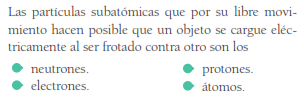 Las partículas subatómicas que por su libre movi-
miento hacen posible que un objeto se cargue eléc-
tricamente al ser frotado contra otro son los
neutrones.
protones.
electrones.
átomos.